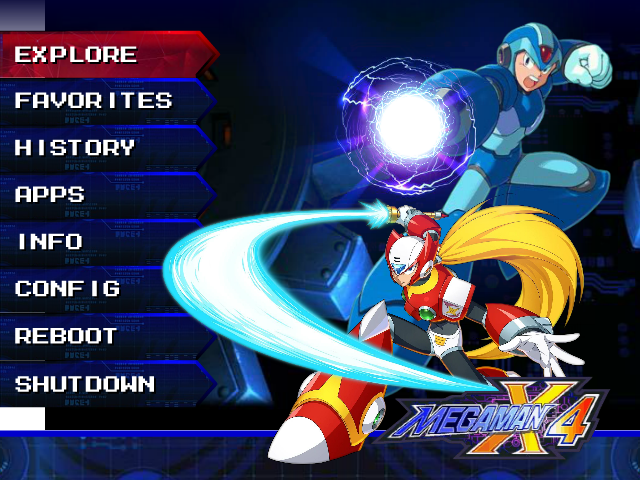 EXPLORE
FAVORITES
HISTORY
APPS
INFO
CONFIG
REBOOT
SHUTDOWN
MEGAMAN X4